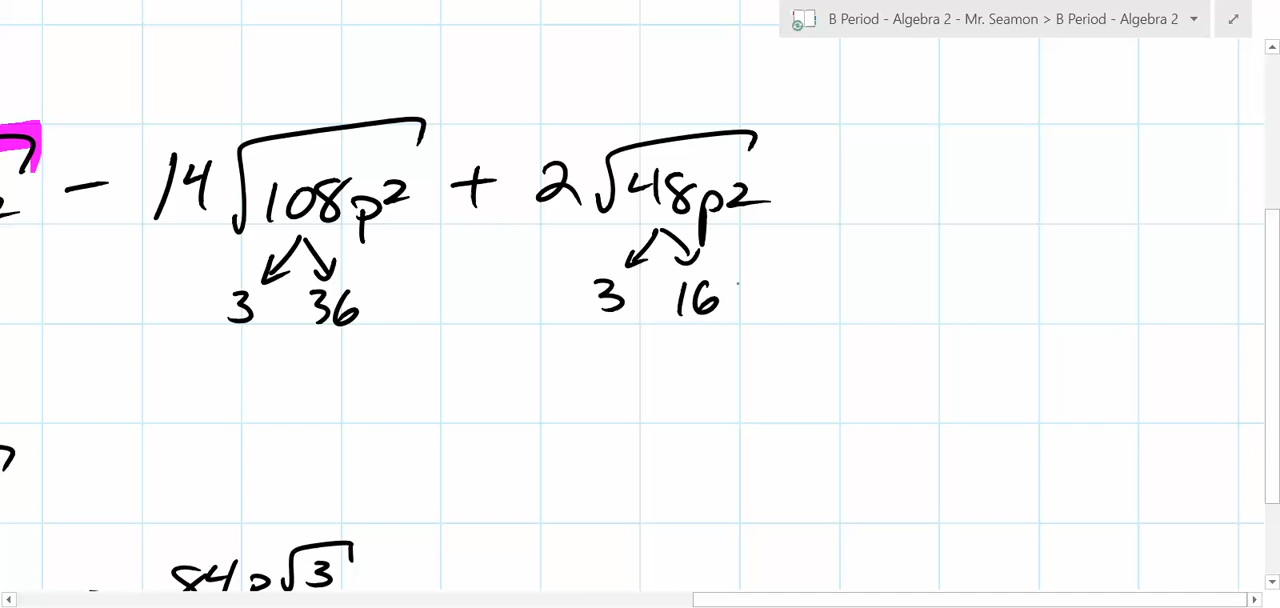 B Period - Algebra 2 - Mr. Seamon > B Period - Algebra 2
- 14√108p² + 2√48p²
3 36 3 16
84p√3